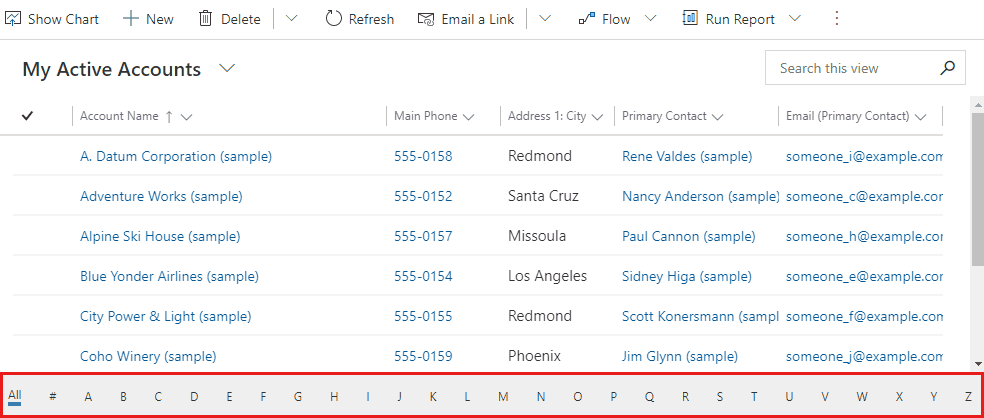 Show Chart New Delete Refresh Email a Link Flow Run Report
My Active Accounts Search this view
Account Name Main Phone Address 1: City Primary Contact Email (Primary Contact)
A. Datum Corporation (sample) 555-0158 Redmond Rene Valdes (sample) someone_i@example.com
Adventure Works (sample) 555-0152 Santa Cruz Nancy Anderson (sample) someone_c@example.cor
Alpine Ski House (sample) 555-0157 Missoula Paul Cannon (sample) someone_h@example.cor
Blue Yonder Airlines (sample) 555-0154 Los Angeles Sidney Higa (sample) someone_e@example.cor
City Power & Light (sample) 555-0155 Redmond Scott Konersmann (sampl someone_f@example.com
Coho Winery (sample) 555-0159 Phoenix Jim Glynn (sample) someone_j@example.com
All # A B C D E F G H I J K L M N O P Q R S T U V W X Y Z